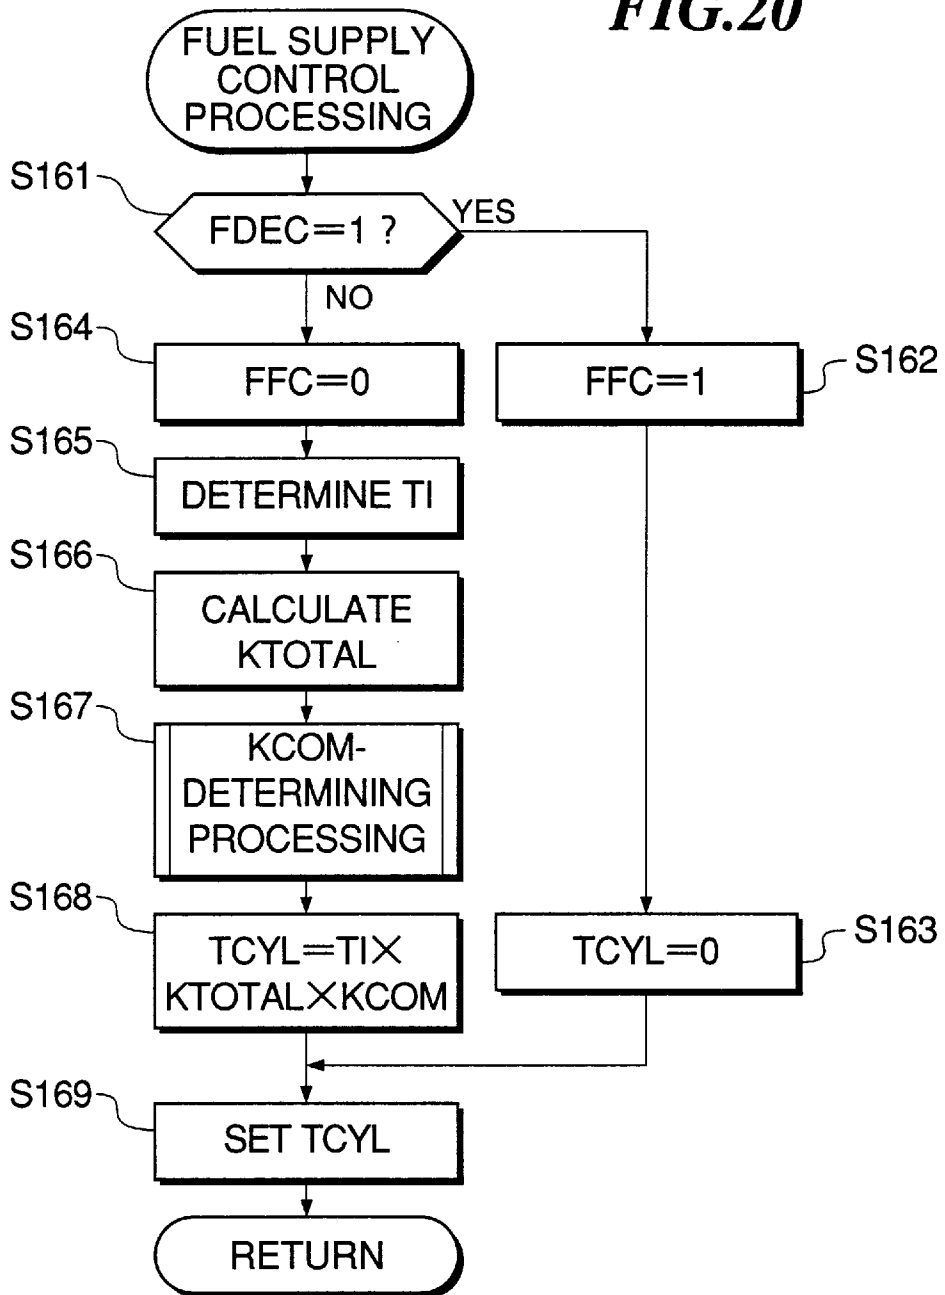 FIG.20
FUEL SUPPLY
CONTROL
PROCESSING
S161
FDEC=1 ?
YES
NO
S164
FFC=0
FFC=1
S162
S165
DETERMINE TI
S166
CALCULATE
KTOTAL
S167
KCOM-
DETERMINING
PROCESSING
S168
TCYL=TI×
KTOTAL×KCOM
TCYL=0
S163
S169
SET TCYL
RETURN